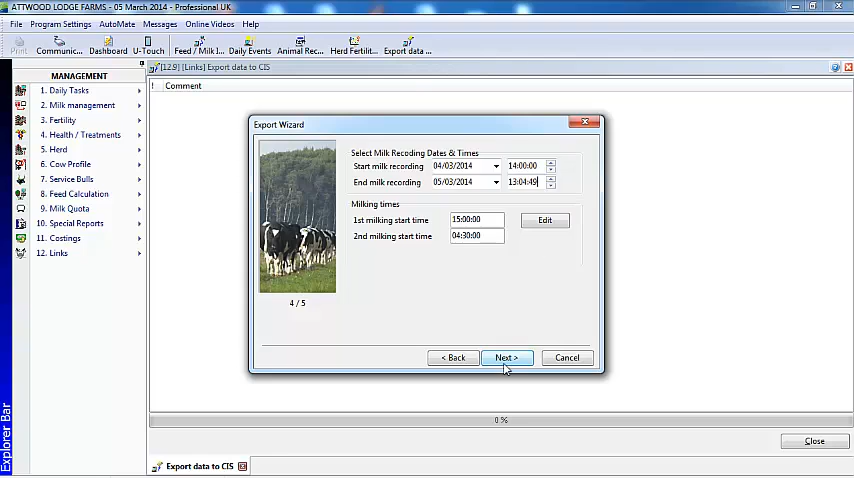 ATTWOOD LODGE FARMS - 05 March 2014 - Professional UK
File Program Settings AutoMate Messages Online Videos Help
Print Communic... Dashboard U-Touch Feed / Milk I... Daily Events Animal Rec... Herd Fertilit... Export data ...
MANAGEMENT
1. Daily Tasks
2. Milk management
3. Fertility
4. Health / Treatments
5. Herd
6. Cow Profile
7. Service Bulls
8. Feed Calculation
9. Milk Quota
10. Special Reports
11. Costings
12. Links
Explorer Bar
[12.9] [Links] Export data to CIS
! Comment
Export Wizard
Select Milk Recoding Dates & Times
Start milk recording 04/03/2014 14:00:00
End milk recording 05/03/2014 13:04:49
Milking times
1st milking start time 15:00:00 Edit
2nd milking start time 04:30:00
4 / 5
< Back Next > Cancel
0 %
Close
Export data to CIS